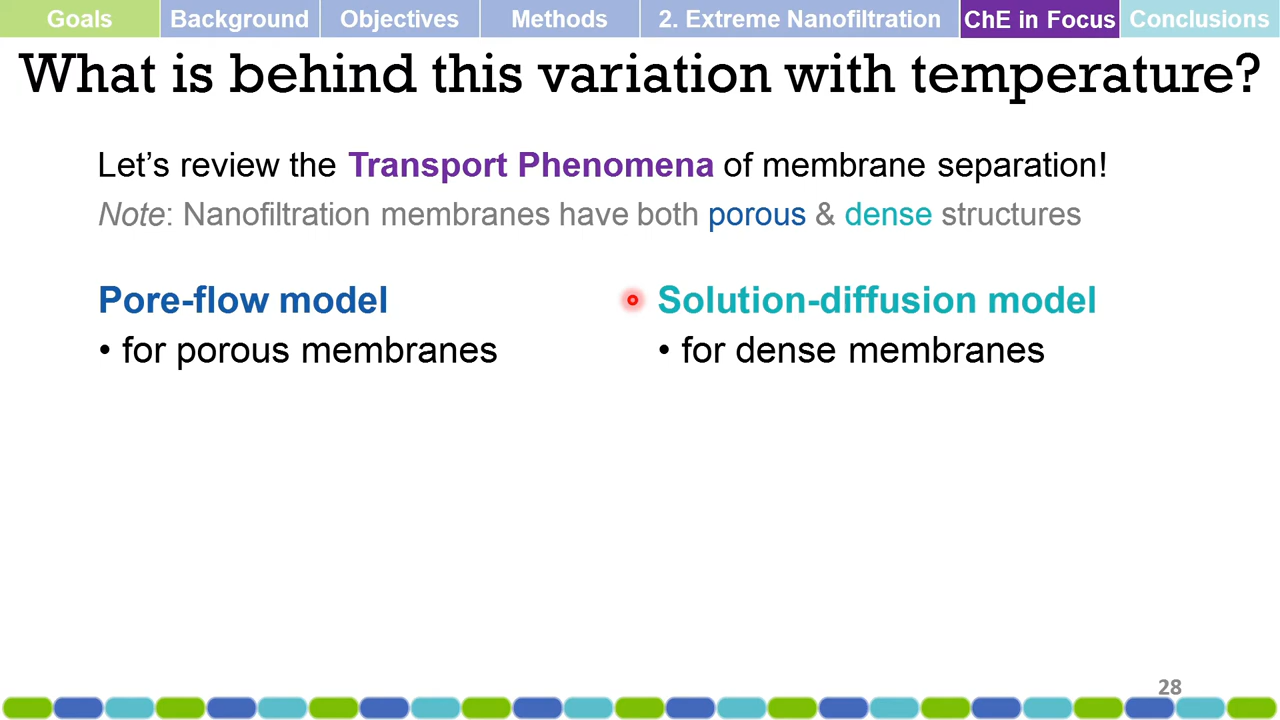 Goals Background Objectives Methods 2. Extreme Nanofiltration ChE in Focus Conclusions
What is behind this variation with temperature?
Let's review the Transport Phenomena of membrane separation!
Note: Nanofiltration membranes have both porous & dense structures
Pore-flow model
• for porous membranes
Solution-diffusion model
• for dense membranes
28